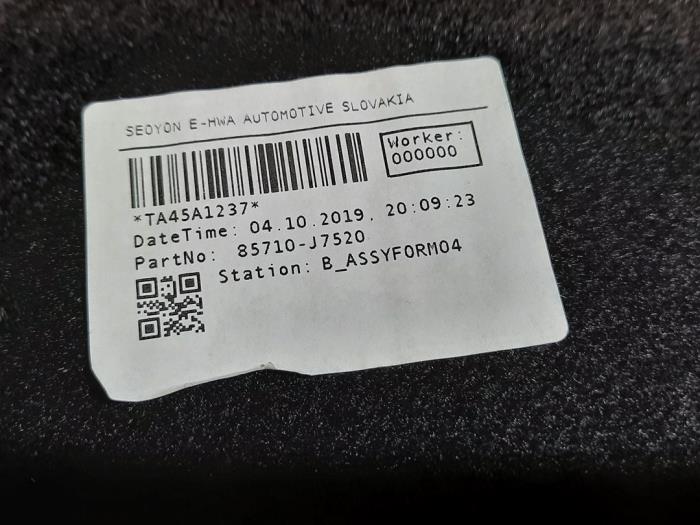 SEOYON E-HWA AUTOMOTIVE SLOVAKIA
Worker:
000000
*TA45A1237*
DateTime: 04.10.2019. 20:09:23
PartNo: 85710-J7520
Station: B_ASSYFORM04